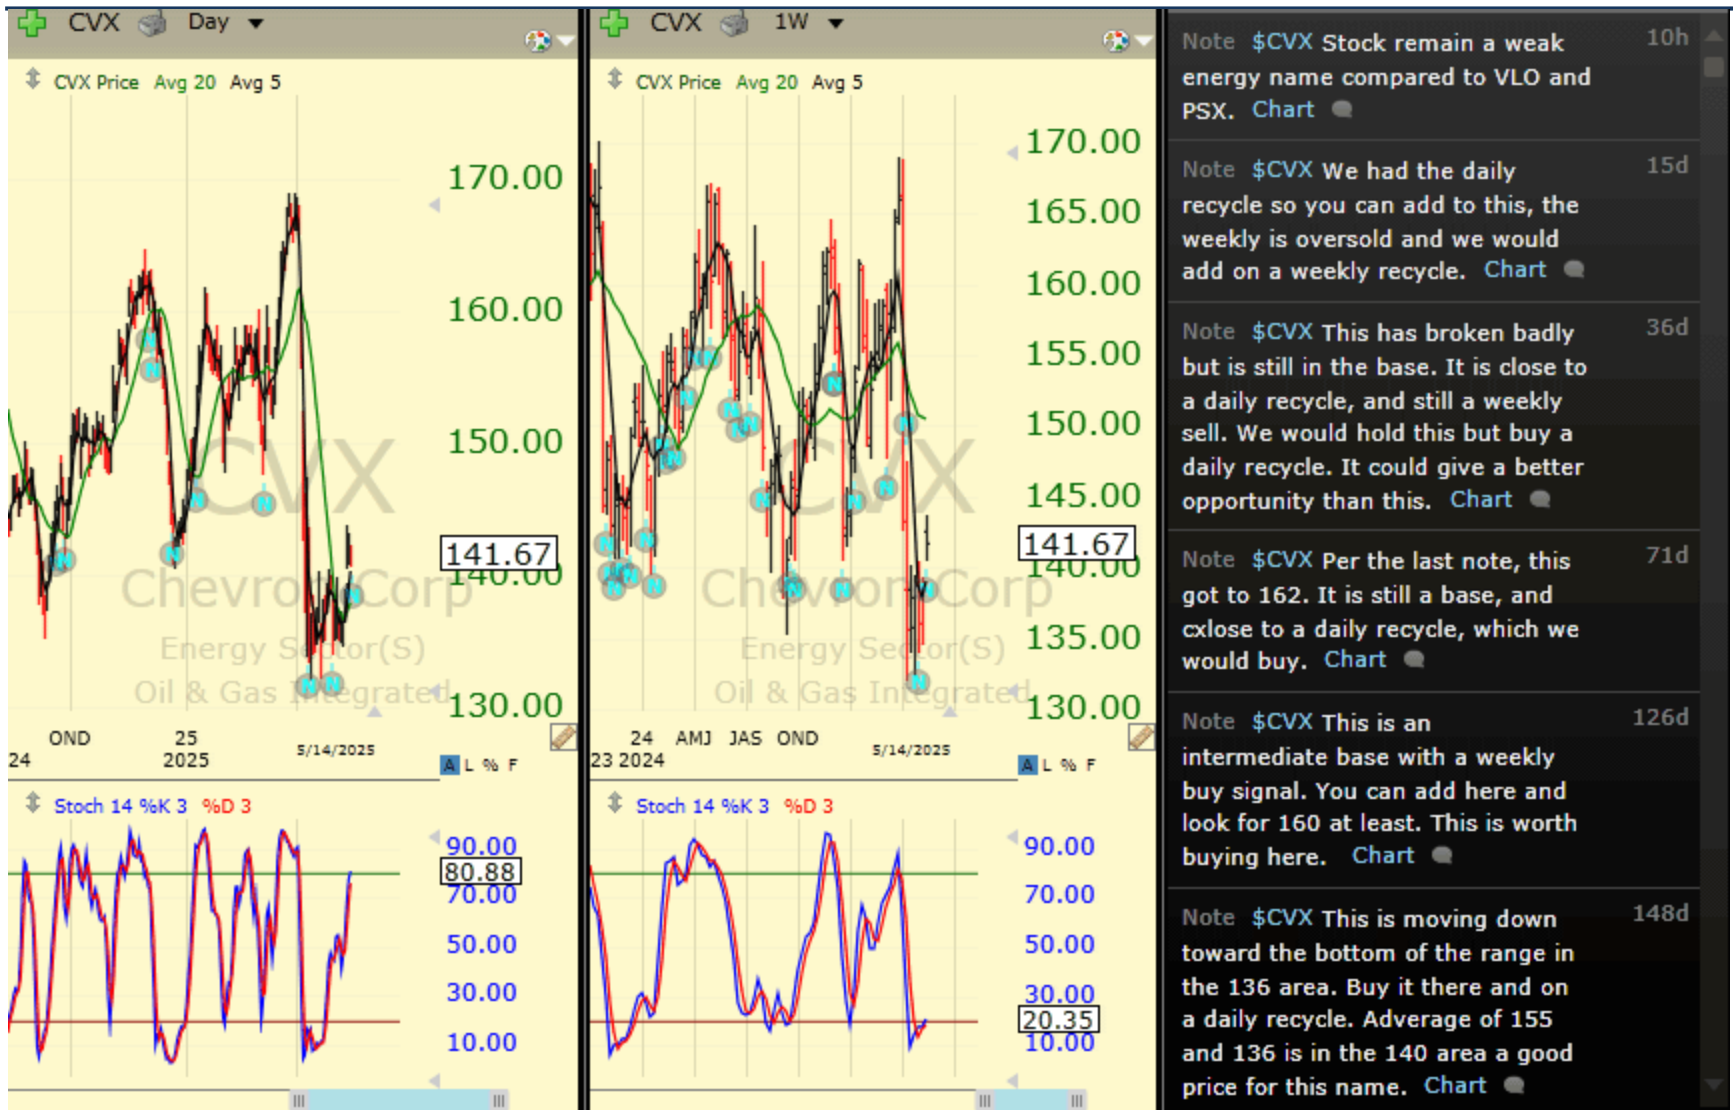 CVX Day
CVX Price Avg 20 Avg 5
170.00
160.00
150.00
141.67
140.00
130.00
CVX
Chevron Corp
Energy Sector(S)
Oil & Gas Integrated
OND 25 5/14/2025
24 2025
A L % F
Stoch 14 %K 3 %D 3
90.00
80.88
70.00
50.00
30.00
10.00
CVX 1W
CVX Price Avg 20 Avg 5
170.00
165.00
160.00
155.00
150.00
145.00
141.67
140.00
135.00
130.00
CVX
Chevron Corp
Energy Sector(S)
Oil & Gas Integrated
24 AMJ JAS OND 5/14/2025
23 2024
A L % F
Stoch 14 %K 3 %D 3
90.00
70.00
50.00
30.00
20.35
10.00
Note $CVX Stock remain a weak 10h
energy name compared to VLO and
PSX. Chart
Note $CVX We had the daily 15d
recycle so you can add to this, the
weekly is oversold and we would
add on a weekly recycle. Chart
Note $CVX This has broken badly 36d
but is still in the base. It is close to
a daily recycle, and still a weekly
sell. We would hold this but buy a
daily recycle. It could give a better
opportunity than this. Chart
Note $CVX Per the last note, this 71d
got to 162. It is still a base, and
cxlose to a daily recycle, which we
would buy. Chart
Note $CVX This is an 126d
intermediate base with a weekly
buy signal. You can add here and
look for 160 at least. This is worth
buying here. Chart
Note $CVX This is moving down 148d
toward the bottom of the range in
the 136 area. Buy it there and on
a daily recycle. Adverage of 155
and 136 is in the 140 area a good
price for this name. Chart